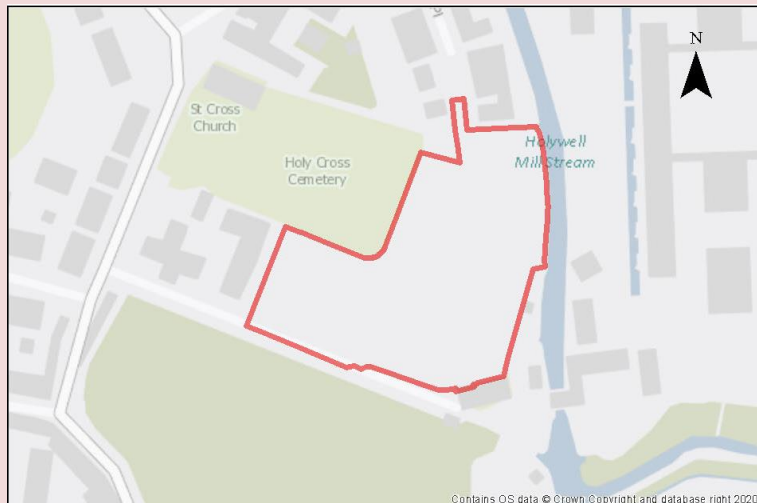 N
St Cross
Church
Holywell
Mill Stream
Holy Cross
Cemetery
Contains OS data © Crown Copyright and database right 2020